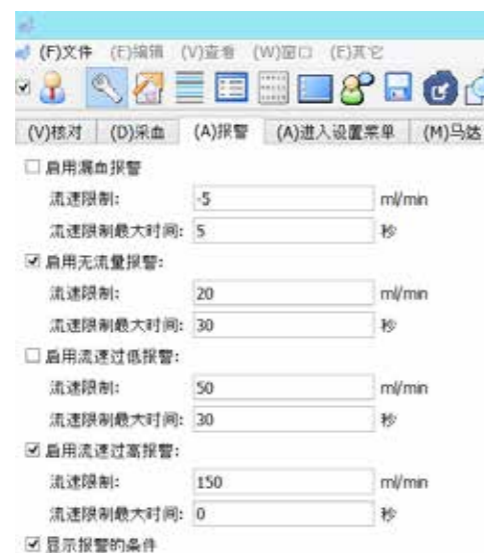 (F)文件 (E)编辑 (V)查看 (W)窗口 (E)其它
(V)核对 (D)采血 (A)报警 (A)进入设置菜单 (M)马达
启用漏血报警
流速限制: -5 ml/min
流速限制最大时间: 5 秒
启用无流量报警:
流速限制: 20 ml/min
流速限制最大时间: 30 秒
启用流速过低报警:
流速限制: 50 ml/min
流速限制最大时间: 30 秒
启用流速过高报警:
流速限制: 150 ml/min
流速限制最大时间: 0 秒
显示报警的条件